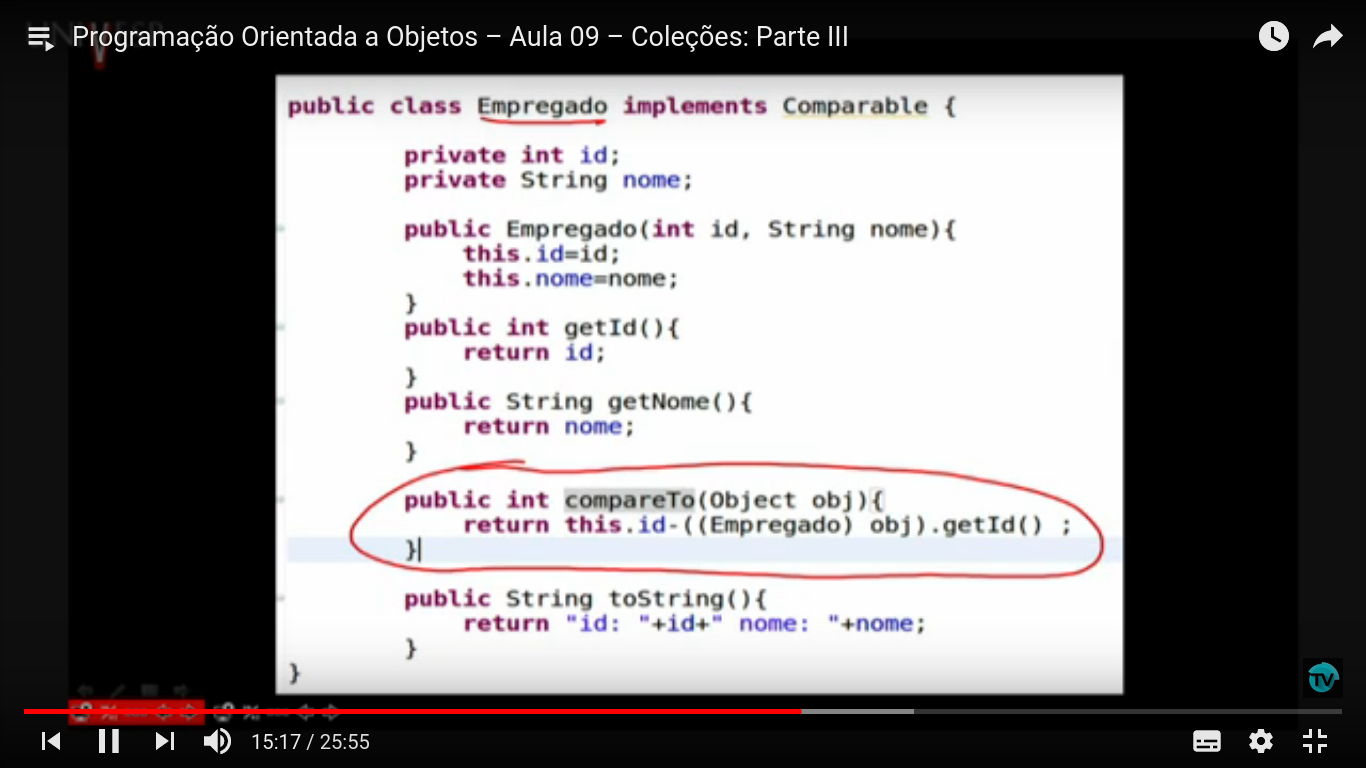 Programação Orientada a Objetos – Aula 09 – Coleções: Parte III
public class Empregado implements Comparable {
private int id;
private String nome;
public Empregado(int id, String nome){
this.id=id;
this.nome=nome;
}
public int getId(){
return id;
}
public String getNome(){
return nome;
}
public int compareTo(Object obj){
return this.id-((Empregado) obj).getId() ;
}
public String toString(){
return "id: "+id+" nome: "+nome;
}
}
TV
15:17 / 25:55